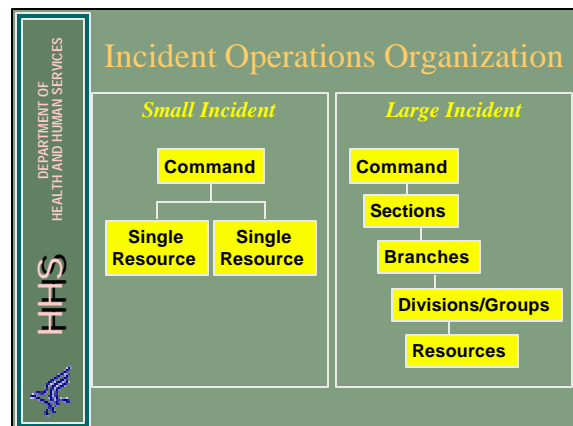 DEPARTMENT OF
HEALTH AND HUMAN SERVICES
HHS
Incident Operations Organization
Small Incident
Command
Single
Resource
Single
Resource
Large Incident
Command
Sections
Branches
Divisions/Groups
Resources